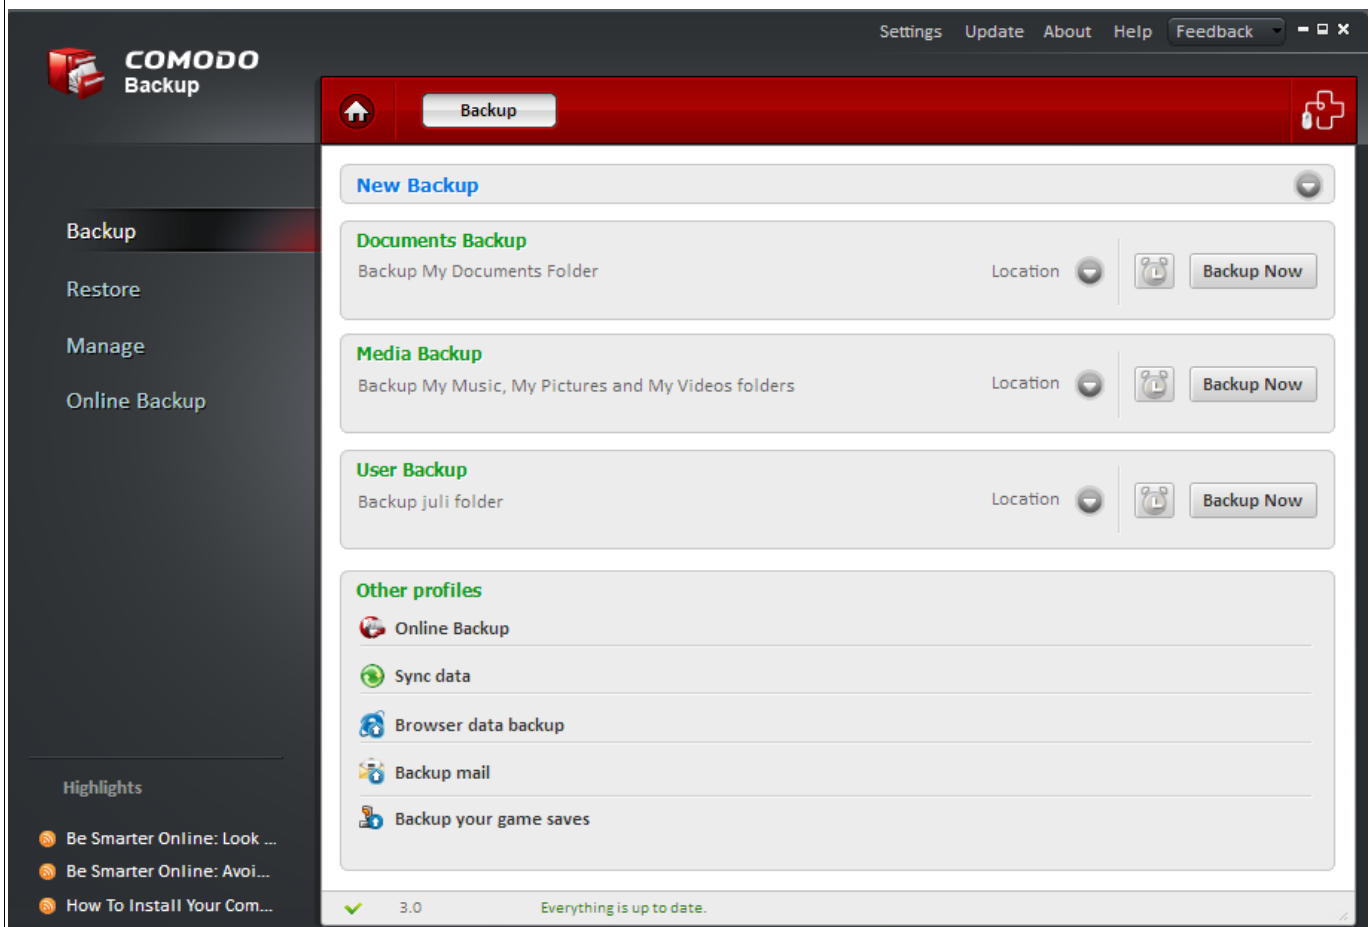 Settings Update About Help Feedback
COMODO
Backup
Backup
New Backup
Backup
Restore
Manage
Online Backup
Documents Backup
Backup My Documents Folder
Location
Backup Now
Media Backup
Backup My Music, My Pictures and My Videos folders
Location
Backup Now
User Backup
Backup juli folder
Location
Backup Now
Other profiles
Online Backup
Sync data
Browser data backup
Backup mail
Backup your game saves
Highlights
Be Smarter Online: Look ...
Be Smarter Online: Avoi...
How To Install Your Com...
3.0
Everything is up to date.